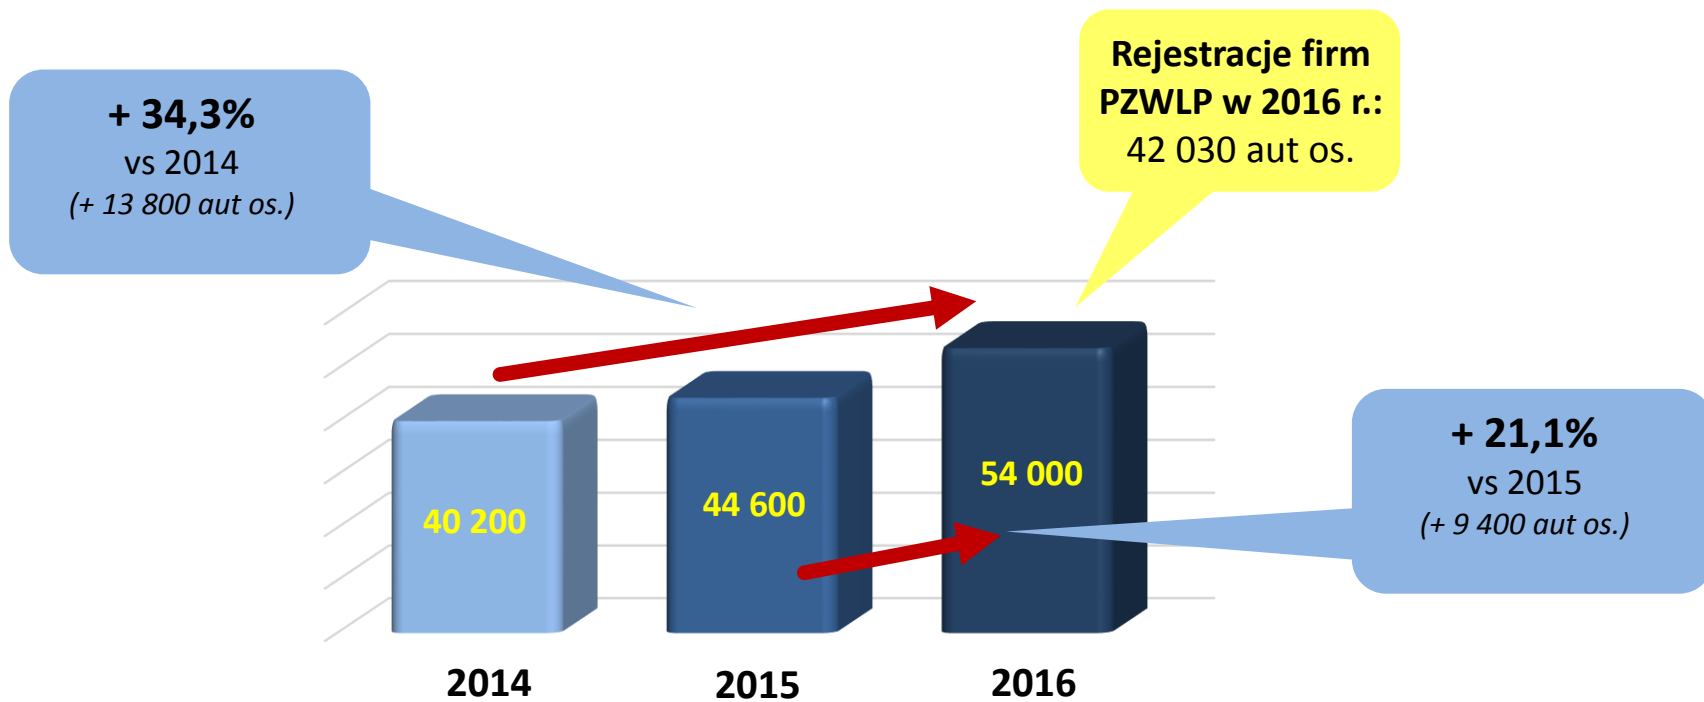 Rejestracje firm
PZWLP w 2016 r.:
42 030 aut os.
+ 34,3%
vs 2014
(+ 13 800 aut os.)
+ 21,1%
vs 2015
(+ 9 400 aut os.)
40 200
44 600
54 000
2014
2015
2016